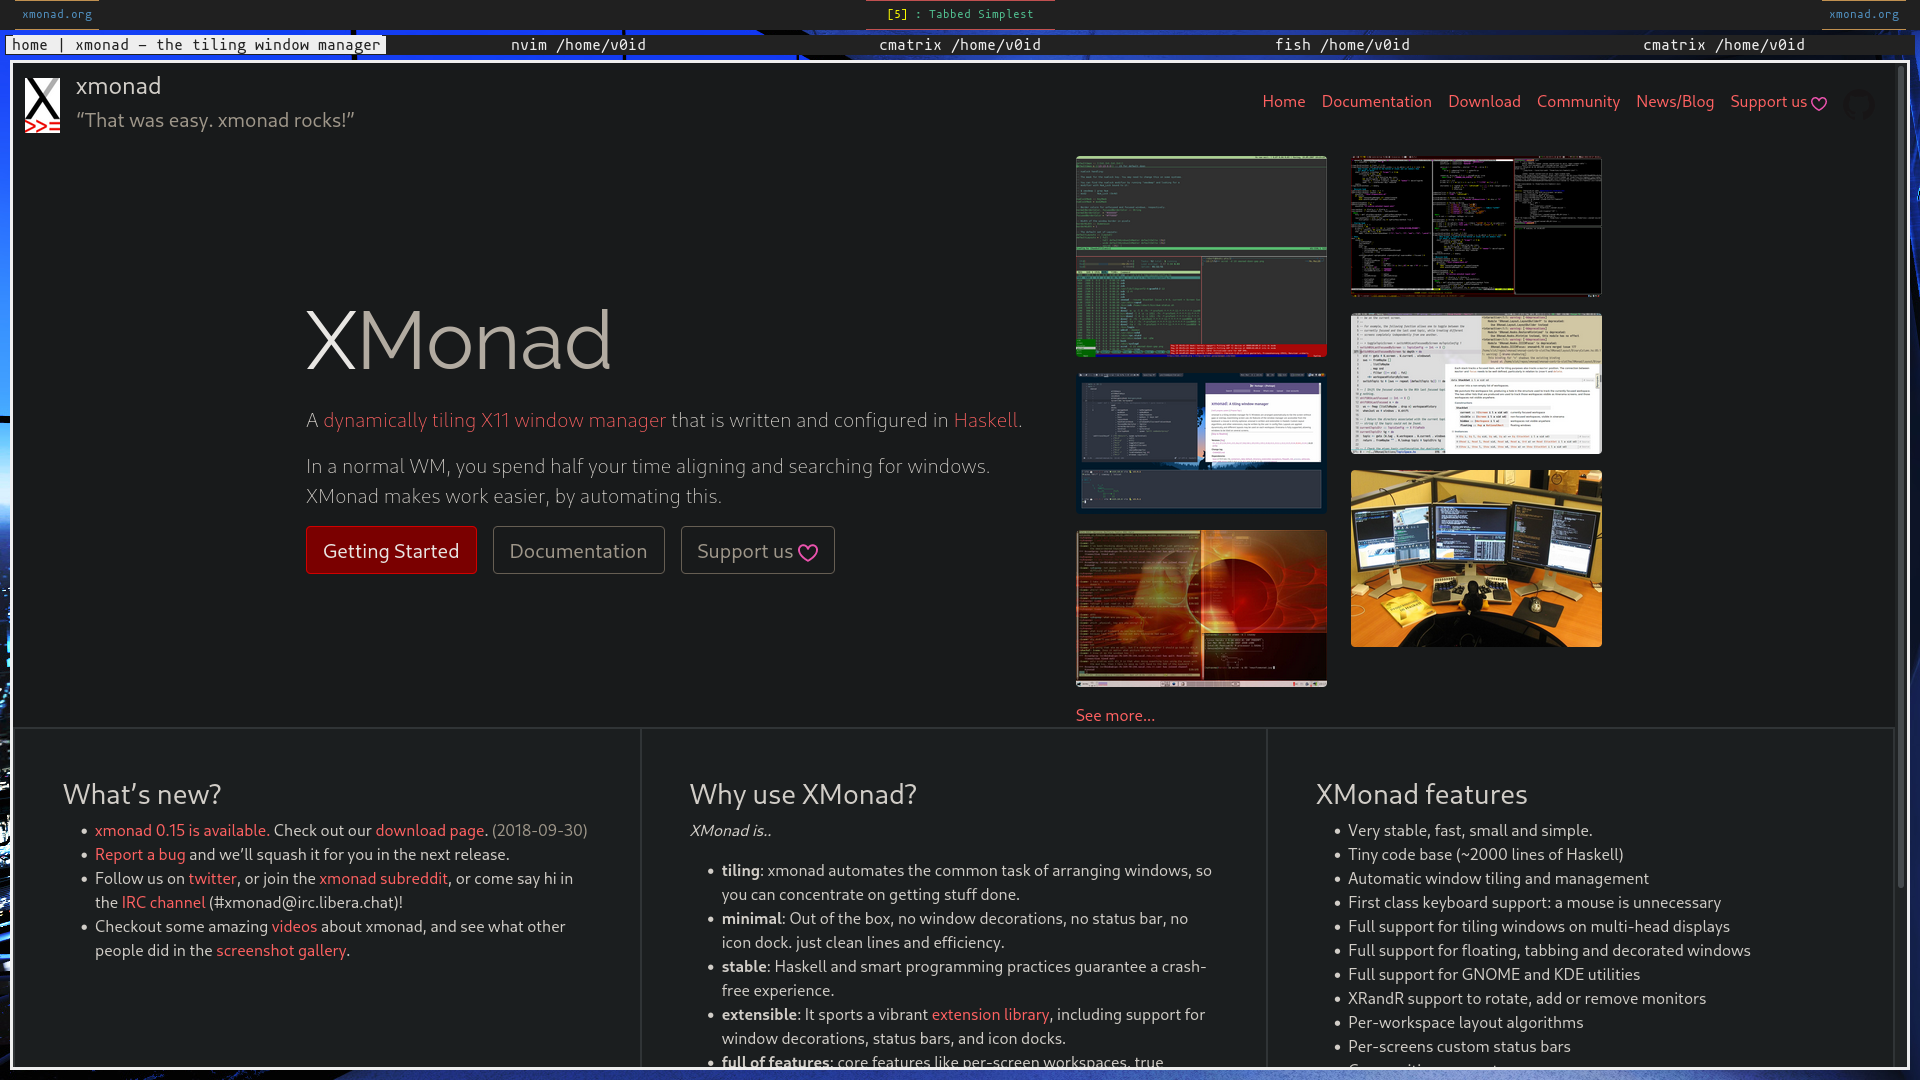 xmonad.org
[5] : Tabbed Simplest
xmonad.org
home | xmonad – the tiling window manager
nvim /home/v0id
cmatrix /home/v0id
fish /home/v0id
cmatrix /home/v0id
xmonad
“That was easy. xmonad rocks!”
Home Documentation Download Community News/Blog Support us
XMonad
A dynamically tiling X11 window manager that is written and configured in Haskell.
In a normal WM, you spend half your time aligning and searching for windows.
XMonad makes work easier, by automating this.
Getting Started
Documentation
Support us
See more...
What’s new?
• xmonad 0.15 is available. Check out our download page. (2018-09-30)
• Report a bug and we’ll squash it for you in the next release.
• Follow us on twitter, or join the xmonad subreddit, or come say hi in
the IRC channel (#xmonad@irc.libera.chat)!
• Checkout some amazing videos about xmonad, and see what other
people did in the screenshot gallery.
Why use XMonad?
XMonad is..
• tiling: xmonad automates the common task of arranging windows, so
you can concentrate on getting stuff done.
• minimal: Out of the box, no window decorations, no status bar, no
icon dock. just clean lines and efficiency.
• stable: Haskell and smart programming practices guarantee a crash-
free experience.
• extensible: It sports a vibrant extension library, including support for
window decorations, status bars, and icon docks.
• full of features: core features like per-screen workspaces, true
XMonad features
• Very stable, fast, small and simple.
• Tiny code base (~2000 lines of Haskell)
• Automatic window tiling and management
• First class keyboard support: a mouse is unnecessary
• Full support for tiling windows on multi-head displays
• Full support for floating, tabbing and decorated windows
• Full support for GNOME and KDE utilities
• XRandR support to rotate, add or remove monitors
• Per-workspace layout algorithms
• Per-screens custom status bars